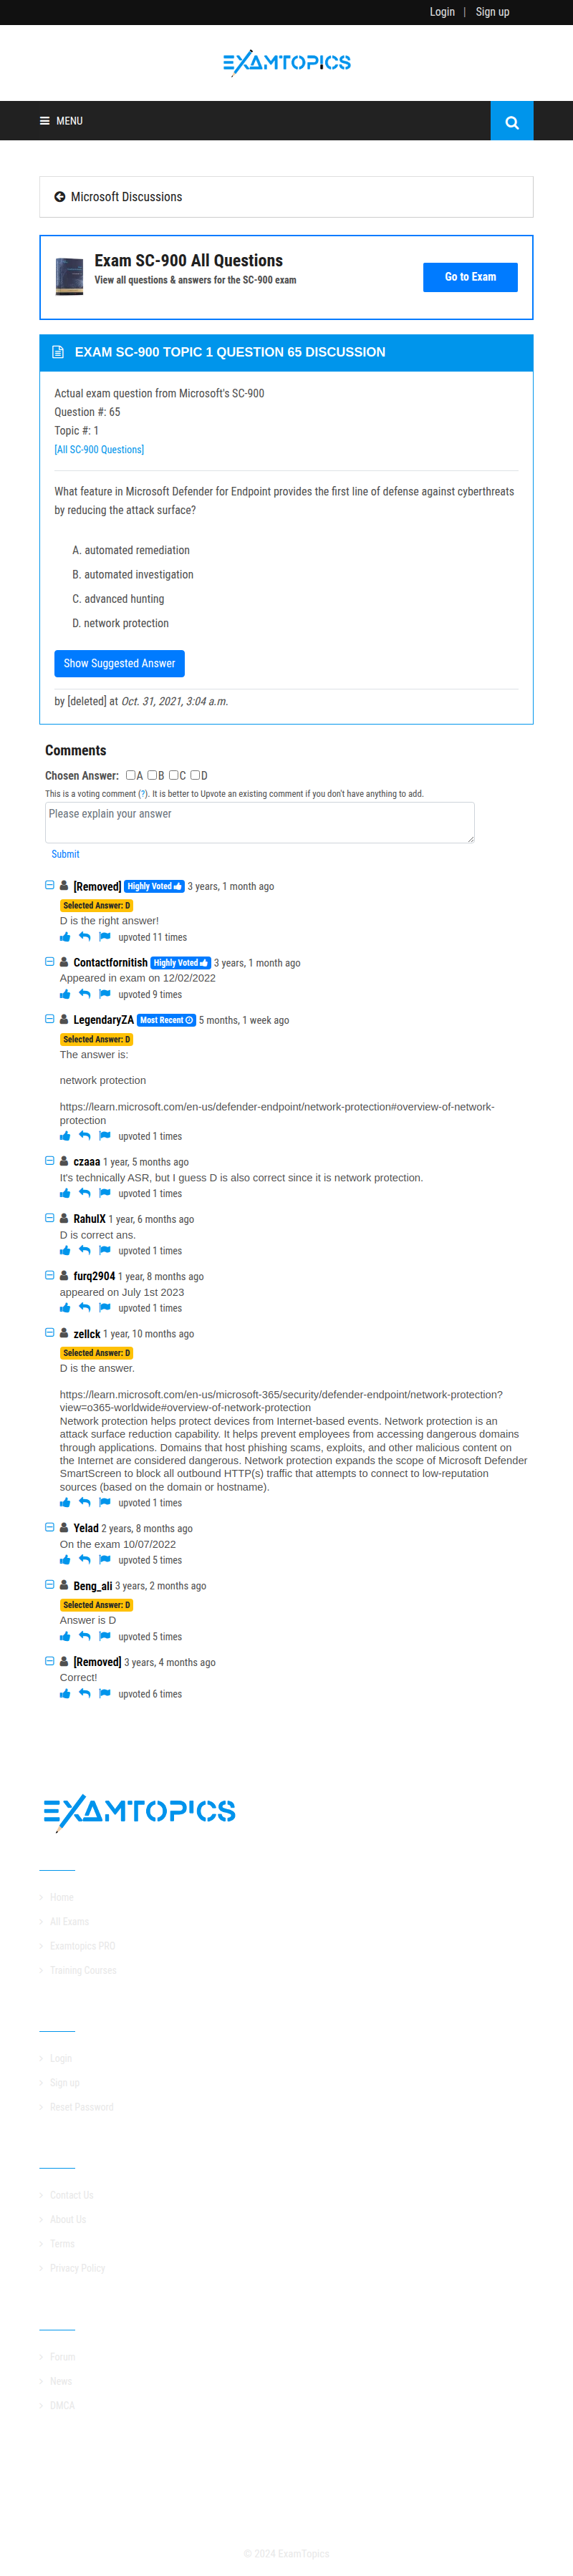 Login | Sign up
EXAMTOPICS
MENU
Microsoft Discussions
Exam SC-900 All Questions
View all questions & answers for the SC-900 exam
Go to Exam
EXAM SC-900 TOPIC 1 QUESTION 65 DISCUSSION
Actual exam question from Microsoft's SC-900
Question #: 65
Topic #: 1
[All SC-900 Questions]
What feature in Microsoft Defender for Endpoint provides the first line of defense against cyberthreats
by reducing the attack surface?
A. automated remediation
B. automated investigation
C. advanced hunting
D. network protection
Show Suggested Answer
by [deleted] at Oct. 31, 2021, 3:04 a.m.
Comments
Chosen Answer: A B C D
This is a voting comment (?). It is better to Upvote an existing comment if you don't have anything to add.
Please explain your answer
Submit
[Removed] Highly Voted 3 years, 1 month ago
Selected Answer: D
D is the right answer!
upvoted 11 times
Contactfornitish Highly Voted 3 years, 1 month ago
Appeared in exam on 12/02/2022
upvoted 9 times
LegendaryZA Most Recent 5 months, 1 week ago
Selected Answer: D
The answer is:
network protection
https://learn.microsoft.com/en-us/defender-endpoint/network-protection#overview-of-network-
protection
upvoted 1 times
czaaa 1 year, 5 months ago
It's technically ASR, but I guess D is also correct since it is network protection.
upvoted 1 times
RahulX 1 year, 6 months ago
D is correct ans.
upvoted 1 times
furq2904 1 year, 8 months ago
appeared on July 1st 2023
upvoted 1 times
zellck 1 year, 10 months ago
Selected Answer: D
D is the answer.
https://learn.microsoft.com/en-us/microsoft-365/security/defender-endpoint/network-protection?
view=o365-worldwide#overview-of-network-protection
Network protection helps protect devices from Internet-based events. Network protection is an
attack surface reduction capability. It helps prevent employees from accessing dangerous domains
through applications. Domains that host phishing scams, exploits, and other malicious content on
the Internet are considered dangerous. Network protection expands the scope of Microsoft Defender
SmartScreen to block all outbound HTTP(s) traffic that attempts to connect to low-reputation
sources (based on the domain or hostname).
upvoted 1 times
Yelad 2 years, 8 months ago
On the exam 10/07/2022
upvoted 5 times
Beng_ali 3 years, 2 months ago
Selected Answer: D
Answer is D
upvoted 5 times
[Removed] 3 years, 4 months ago
Correct!
upvoted 6 times
EXAMTOPICS
Home
All Exams
Examtopics PRO
Training Courses
Login
Sign up
Reset Password
Contact Us
About Us
Terms
Privacy Policy
Forum
News
DMCA
© 2024 ExamTopics